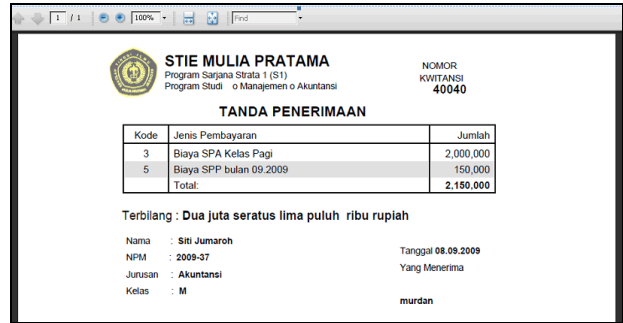 1 / 1 100% Find
STIE MULIA PRATAMA
Program Sarjana Strata 1 (S1)
Program Studi o Manajemen o Akuntansi
NOMOR
KWITANSI
40040
TANDA PENERIMAAN
Kode Jenis Pembayaran Jumlah
3 Biaya SPA Kelas Pagi 2,000,000
5 Biaya SPP bulan 09.2009 150,000
Total: 2,150,000
Terbilang : Dua juta seratus lima puluh ribu rupiah
Nama : Siti Jumaroh
NPM : 2009-37
Jurusan : Akuntansi
Kelas : M
Tanggal 08.09.2009
Yang Menerima
murdan